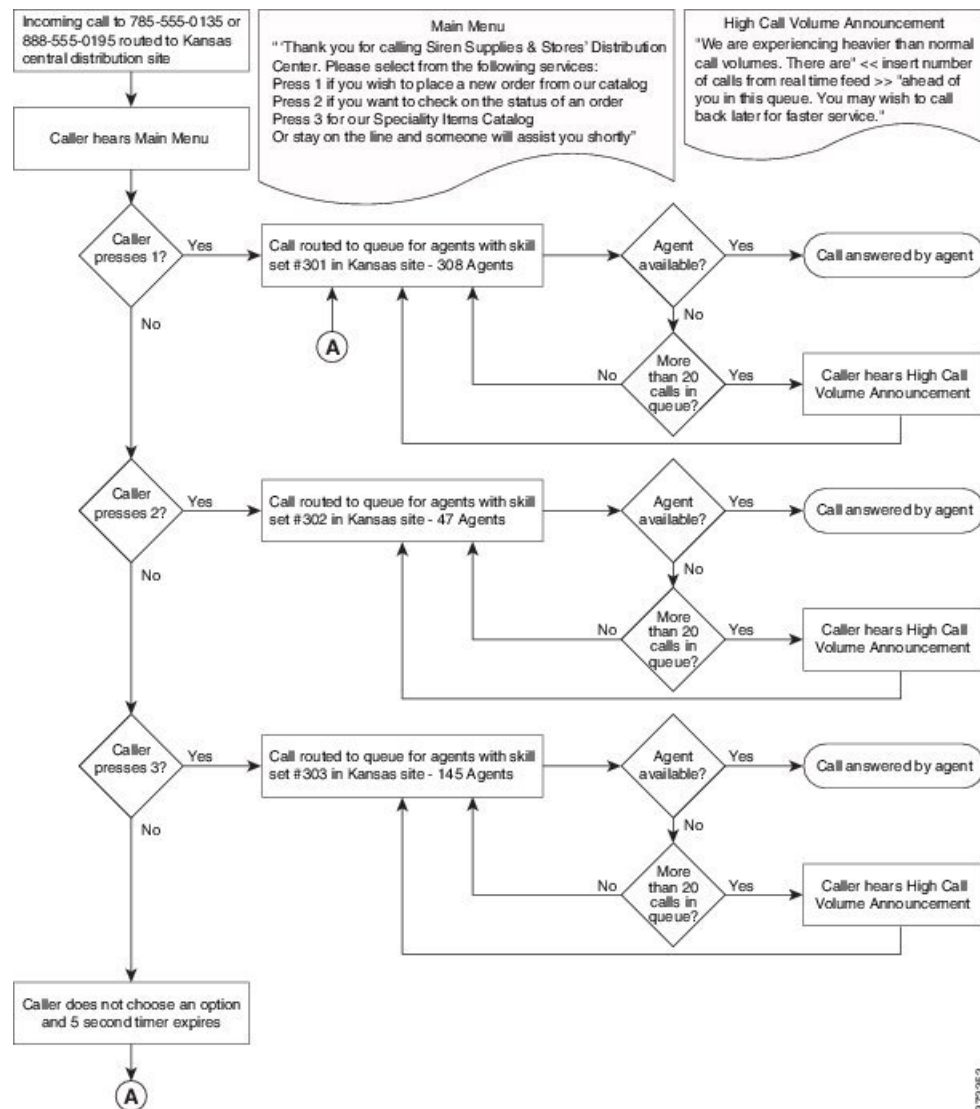 Incoming call to 785-555-0135 or
888-555-0195 routed to Kansas
central distribution site
Main Menu
"'Thank you for calling Siren Supplies & Stores' Distribution
Center. Please select from the following services:
Press 1 if you wish to place a new order from our catalog
Press 2 if you want to check on the status of an order
Press 3 for our Speciality Items Catalog
Or stay on the line and someone will assist you shortly"
High Call Volume Announcement
"We are experiencing heavier than normal
call volumes. There are" << insert number
of calls from real time feed >> "ahead of
you in this queue. You may wish to call
back later for faster service."
Caller hears Main Menu
Caller
presses 1?
Yes
No
Call routed to queue for agents with skill
set #301 in Kansas site - 308 Agents
A
Agent
available?
Yes
No
Call answered by agent
More
than 20
calls in
queue?
No
Yes
Caller hears High Call
Volume Announcement
Caller
presses 2?
Yes
No
Call routed to queue for agents with skill
set #302 in Kansas site - 47 Agents
Agent
available?
Yes
No
Call answered by agent
More
than 20
calls in
queue?
No
Yes
Caller hears High Call
Volume Announcement
Caller
presses 3?
Yes
No
Call routed to queue for agents with skill
set #303 in Kansas site - 145 Agents
Agent
available?
Yes
No
Call answered by agent
More
than 20
calls in
queue?
No
Yes
Caller hears High Call
Volume Announcement
Caller does not choose an option
and 5 second timer expires
A